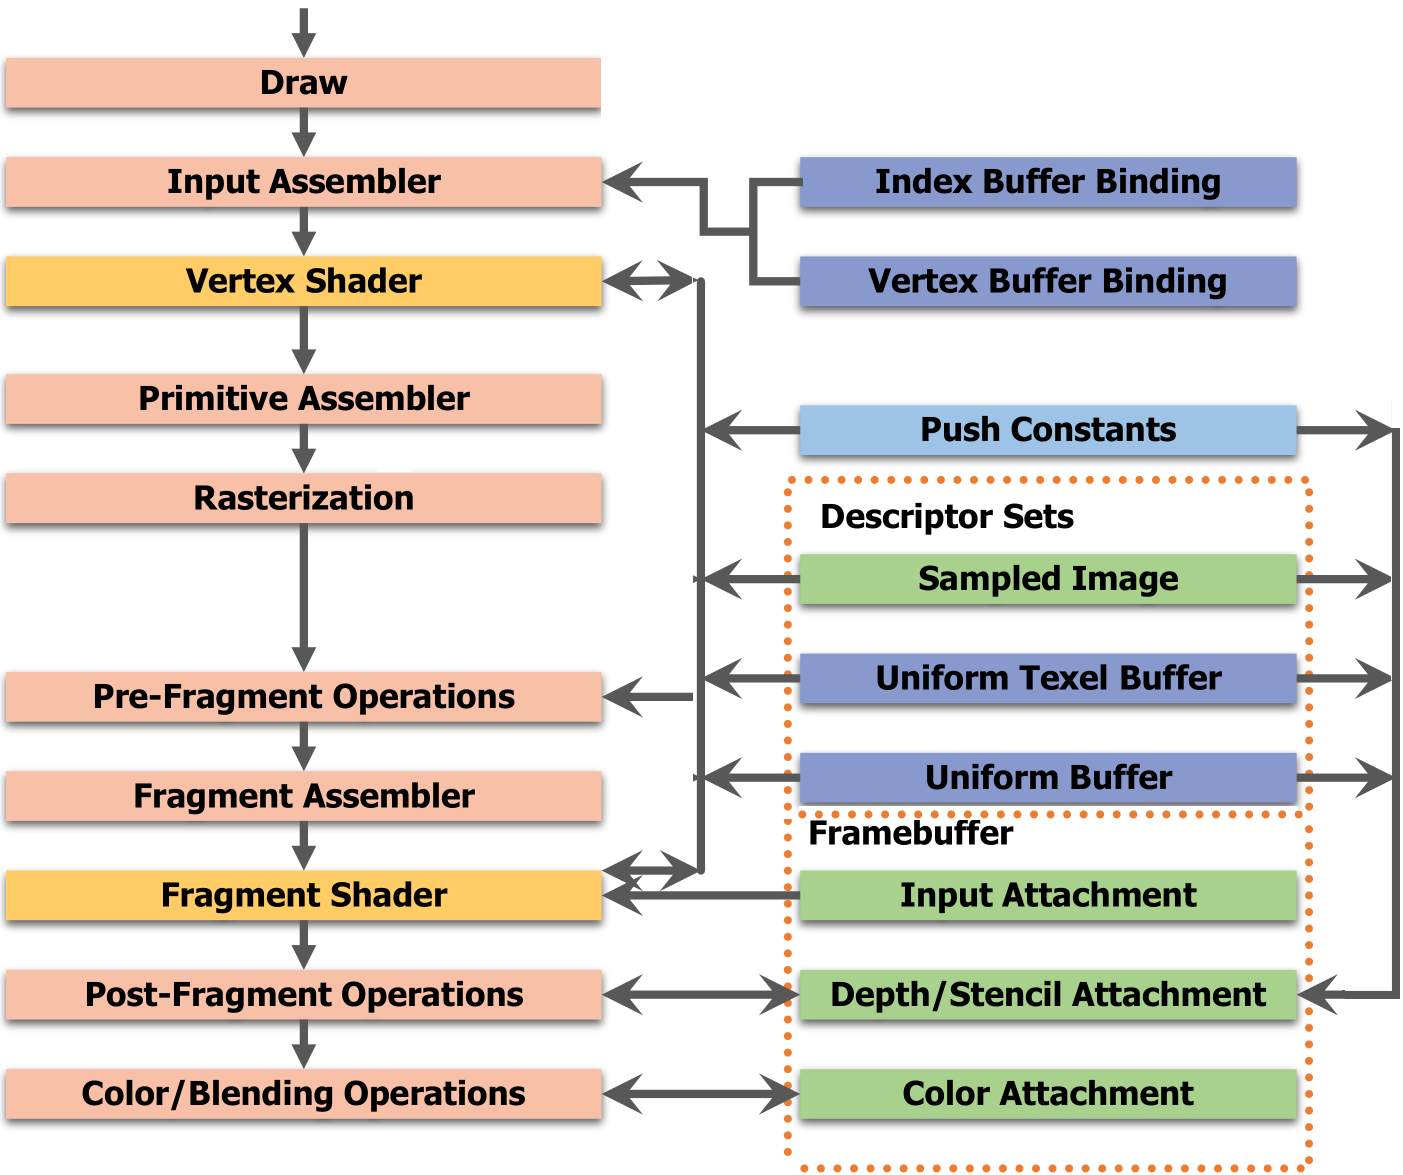 Draw
Input Assembler
Index Buffer Binding
Vertex Shader
Vertex Buffer Binding
Primitive Assembler
Push Constants
Rasterization
Descriptor Sets
Sampled Image
Pre-Fragment Operations
Uniform Texel Buffer
Fragment Assembler
Uniform Buffer
Framebuffer
Fragment Shader
Input Attachment
Post-Fragment Operations
Depth/Stencil Attachment
Color/Blending Operations
Color Attachment